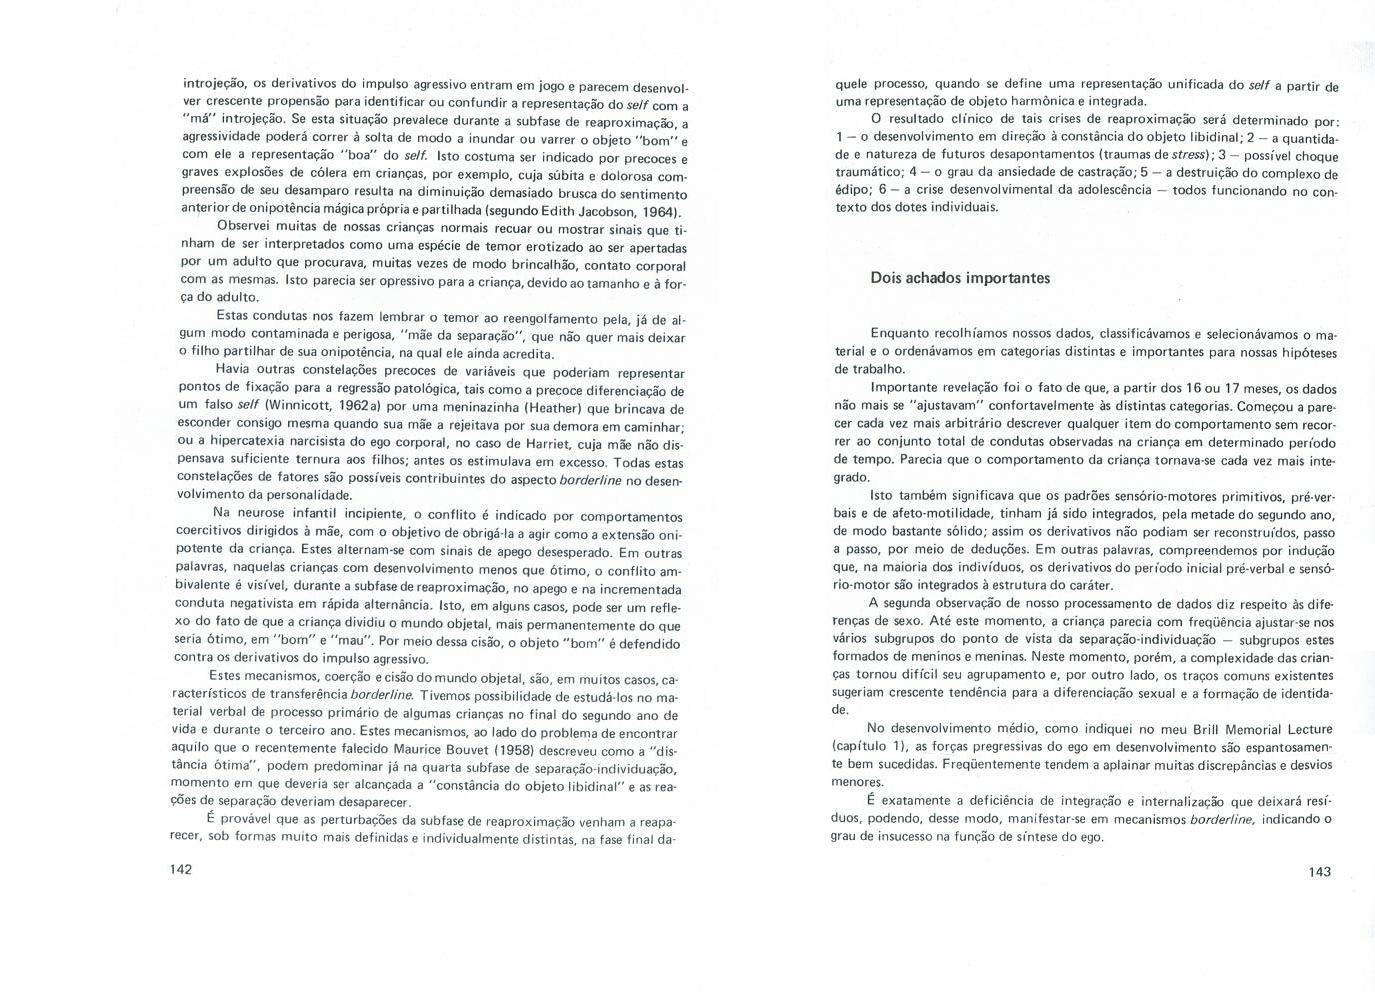 introjeção, os derivativos do impulso agressivo entram em jogo e parecem desenvol-
ver crescente propensão para identificar ou confundir a representação do self com a
"má" introjeção. Se esta situação prevalece durante a subfase de reaproximação, a
agressividade poderá correr à solta de modo a inundar ou varrer o objeto "bom" e
com ele a representação "boa" do self. Isto costuma ser indicado por precoces e
graves explosões de cólera em crianças, por exemplo, cuja súbita e dolorosa com-
preensão de seu desamparo resulta na diminuição demasiado brusca do sentimento
anterior de onipotência mágica própria e partilhada (segundo Edith Jacobson, 1964).
Observei muitas de nossas crianças normais recuar ou mostrar sinais que ti-
nham de ser interpretados como uma espécie de temor erotizado ao ser apertadas
por um adulto que procurava, muitas vezes de modo brincalhão, contato corporal
com as mesmas. Isto parecia ser opressivo para a criança, devido ao tamanho e à for-
ça do adulto.
Estas condutas nos fazem lembrar o temor ao reengolfamento pela, já de al-
gum modo contaminada e perigosa, "mãe da separação", que não quer mais deixar
o filho partilhar de sua onipotência, na qual ele ainda acredita.
Havia outras constelações precoces de variáveis que poderiam representar
pontos de fixação para a regressão patológica, tais como a precoce diferenciação de
um falso self (Winnicott, 1962a) por uma meninazinha (Heather) que brincava de
esconder consigo mesma quando sua mãe a rejeitava por sua demora em caminhar;
ou a hipercatexia narcisista do ego corporal, no caso de Harriet, cuja mãe não dis-
pensava suficiente ternura aos filhos; antes os estimulava em excesso. Todas estas
constelações de fatores são possíveis contribuintes do aspecto borderline no desen-
volvimento da personalidade.
Na neurose infantil incipiente, o conflito é indicado por comportamentos
coercitivos dirigidos à mãe, com o objetivo de obrigá-la a agir como a extensão oni-
potente da criança. Estes alternam-se com sinais de apego desesperado. Em outras
palavras, naquelas crianças com desenvolvimento menos que ótimo, o conflito am-
bivalente é visível, durante a subfase de reaproximação, no apego e na incrementada
conduta negativista em rápida alternância. Isto, em alguns casos, pode ser um refle-
xo do fato de que a criança dividiu o mundo objetal, mais permanentemente do que
seria ótimo, em "bom" e "mau". Por meio dessa cisão, o objeto "bom" é defendido
contra os derivativos do impulso agressivo.
Estes mecanismos, coerção e cisão do mundo objetal, são, em muitos casos, ca-
racterísticos de transferência borderline. Tivemos possibilidade de estudá-los no ma-
terial verbal de processo primário de algumas crianças no final do segundo ano de
vida e durante o terceiro ano. Estes mecanismos, ao lado do problema de encontrar
aquilo que o recentemente falecido Maurice Bouvet (1958) descreveu como a "dis-
tância ótima", podem predominar já na quarta subfase de separação-individuação,
momento em que deveria ser alcançada a "constância do objeto libidinal" e as rea-
ções de separação deveriam desaparecer.
É provável que as perturbações da subfase de reaproximação venham a reapa-
recer, sob formas muito mais definidas e individualmente distintas, na fase final da-
142
quele processo, quando se define uma representação unificada do self a partir de
uma representação de objeto harmônica e integrada.
O resultado clínico de tais crises de reaproximação será determinado por:
1 — o desenvolvimento em direção à constância do objeto libidinal; 2 — a quantida-
de e natureza de futuros desapontamentos (traumas de stress); 3 — possível choque
traumático; 4 — o grau da ansiedade de castração; 5 — a destruição do complexo de
édipo; 6 — a crise desenvolvimental da adolescência — todos funcionando no con-
texto dos dotes individuais.
Dois achados importantes
Enquanto recolhíamos nossos dados, classificávamos e selecionávamos o ma-
terial e o ordenávamos em categorias distintas e importantes para nossas hipóteses
de trabalho.
Importante revelação foi o fato de que, a partir dos 16 ou 17 meses, os dados
não mais se "ajustavam" confortavelmente às distintas categorias. Começou a pare-
cer cada vez mais arbitrário descrever qualquer item do comportamento sem recor-
rer ao conjunto total de condutas observadas na criança em determinado período
de tempo. Parecia que o comportamento da criança tornava-se cada vez mais inte-
grado.
Isto também significava que os padrões sensório-motores primitivos, pré-ver-
bais e de afeto-motilidade, tinham já sido integrados, pela metade do segundo ano,
de modo bastante sólido; assim os derivativos não podiam ser reconstruídos, passo
a passo, por meio de deduções. Em outras palavras, compreendemos por indução
que, na maioria dos indivíduos, os derivativos do período inicial pré-verbal e sensó-
rio-motor são integrados à estrutura do caráter.
A segunda observação de nosso processamento de dados diz respeito às dife-
renças de sexo. Até este momento, a criança parecia com freqüência ajustar-se nos
vários subgrupos do ponto de vista da separação-individuação — subgrupos estes
formados de meninos e meninas. Neste momento, porém, a complexidade das crian-
ças tornou difícil seu agrupamento e, por outro lado, os traços comuns existentes
sugeriam crescente tendência para a diferenciação sexual e a formação de identida-
de.
No desenvolvimento médio, como indiquei no meu Brill Memorial Lecture
(capítulo 1), as forças pregressivas do ego em desenvolvimento são espantosamen-
te bem sucedidas. Freqüentemente tendem a aplainar muitas discrepâncias e desvios
menores.
É exatamente a deficiência de integração e internalização que deixará resí-
duos, podendo, desse modo, manifestar-se em mecanismos borderline, indicando o
grau de insucesso na função de síntese do ego.
143